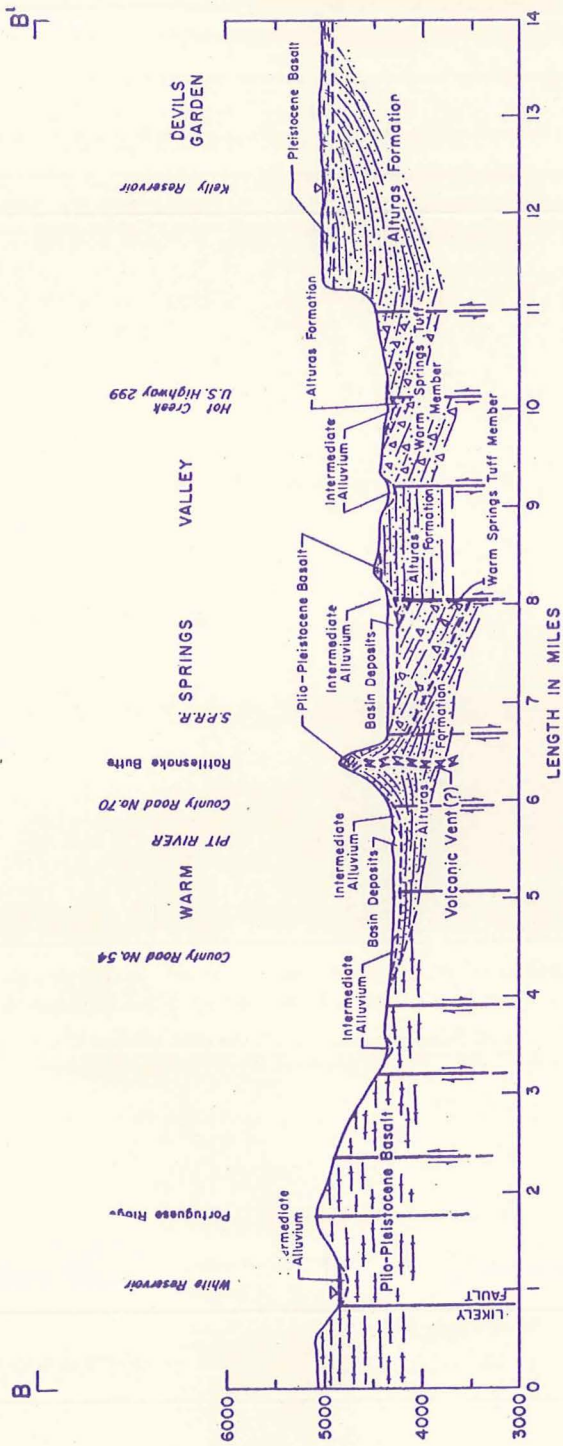 B
B'
WARM
SPRINGS
VALLEY
DEVILS
GARDEN
White Reservoir
Portuguese
County Road No. 54
PIT RIVER
County Road No. 70
Rattlesnake Butte
S.P.R.R.
Hot Creek
U.S. Highway 299
Kelly Reservoir
6000
5000
4000
3000
Intermediate
Alluvium
Plio-Pleistocene Basalt
LIKELY
FAULT
Intermediate
Alluvium
Intermediate
Alluvium
Basin Deposits
Volcanic Vent (?)
Alturas
Formation
Plio-Pleistocene Basalt
Intermediate
Alluvium
Basin Deposits
Alturas
Formation
Warm Springs Tuff Member
Intermediate
Alluvium
Alturas Formation
Warm Springs Tuff
Member
Pleistocene Basalt
Alturas Formation
0
1
2
3
4
5
6
7
8
9
10
11
12
13
14
LENGTH IN MILES